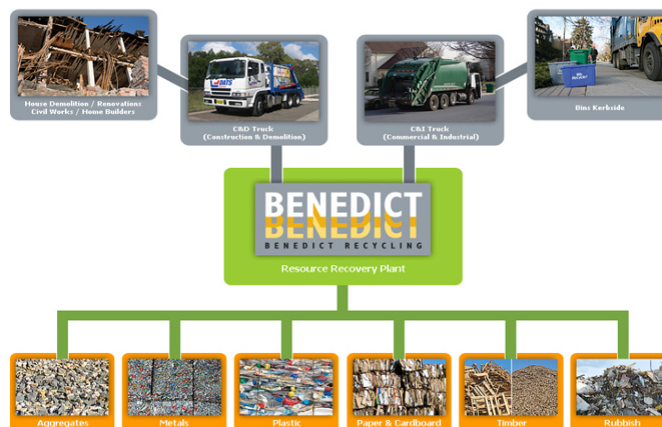 House Demolition / Renovations
Civil Works / Home Builders
C&D Truck
(Construction & Demolition)
C&I Truck
(Commercial & Industrial)
Bins Kerbside
BENEDICT
BENEDICT
BENEDICT RECYCLING
Resource Recovery Plant
Aggregates
Metals
Plastic
Paper & Cardboard
Timber
Rubbish